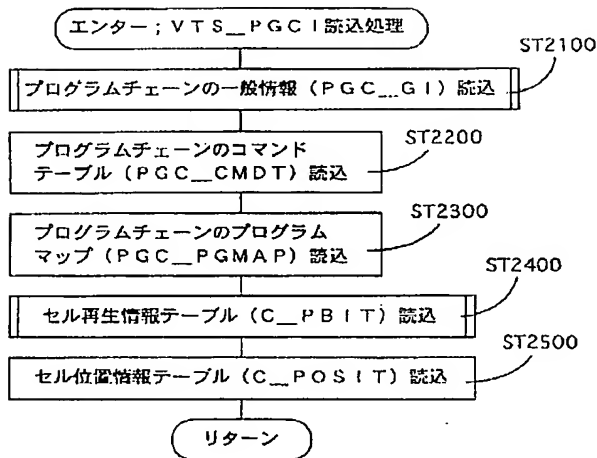 エンター；ＶＴＳ＿ＰＧＣＩ読込処理
ST2100
プログラムチェーンの一般情報（ＰＧＣ＿ＧＩ）読込
ST2200
プログラムチェーンのコマンド
テーブル（ＰＧＣ＿ＣＭＤＴ）読込
ST2300
プログラムチェーンのプログラム
マップ（ＰＧＣ＿ＰＧＭＡＰ）読込
ST2400
セル再生情報テーブル（Ｃ＿ＰＢＩＴ）読込
ST2500
セル位置情報テーブル（Ｃ＿ＰＯＳＩＴ）読込
リターン